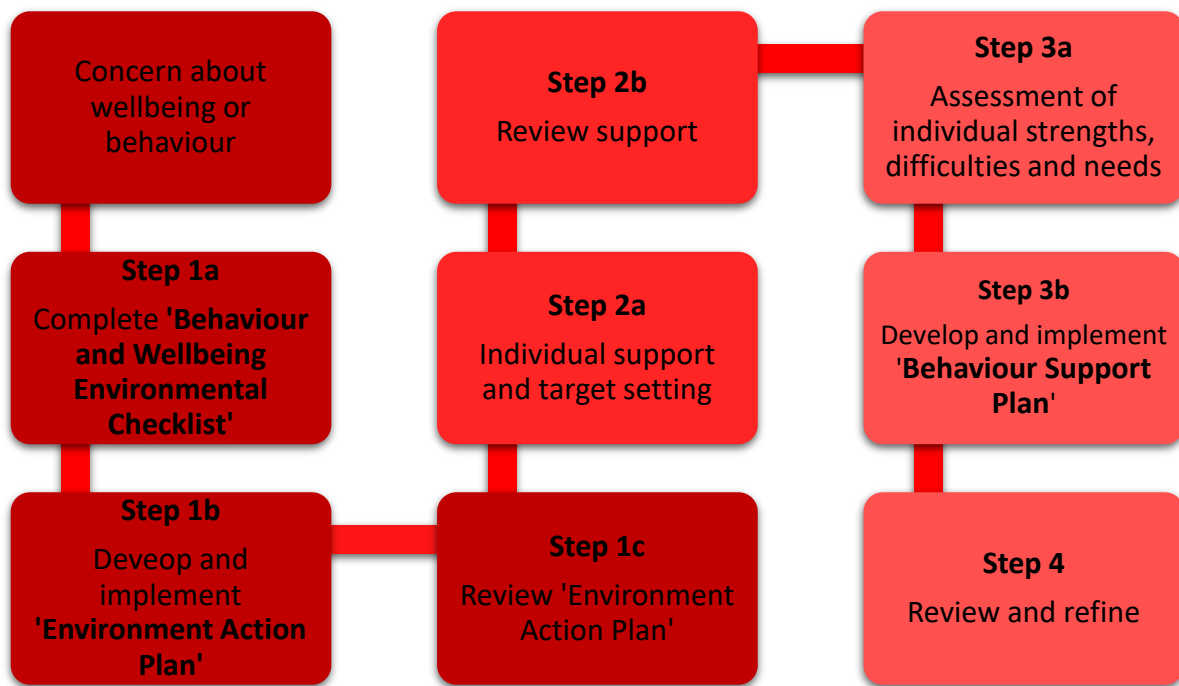 Concern about
wellbeing or
behaviour
Step 1a
Complete 'Behaviour
and Wellbeing
Environmental
Checklist'
Step 1b
Deveop and
implement
'Environment Action
Plan'
Step 1c
Review 'Environment
Action Plan'
Step 2a
Individual support
and target setting
Step 2b
Review support
Step 3a
Assessment of
individual strengths,
difficulties and needs
Step 3b
Develop and implement
'Behaviour Support
Plan'
Step 4
Review and refine